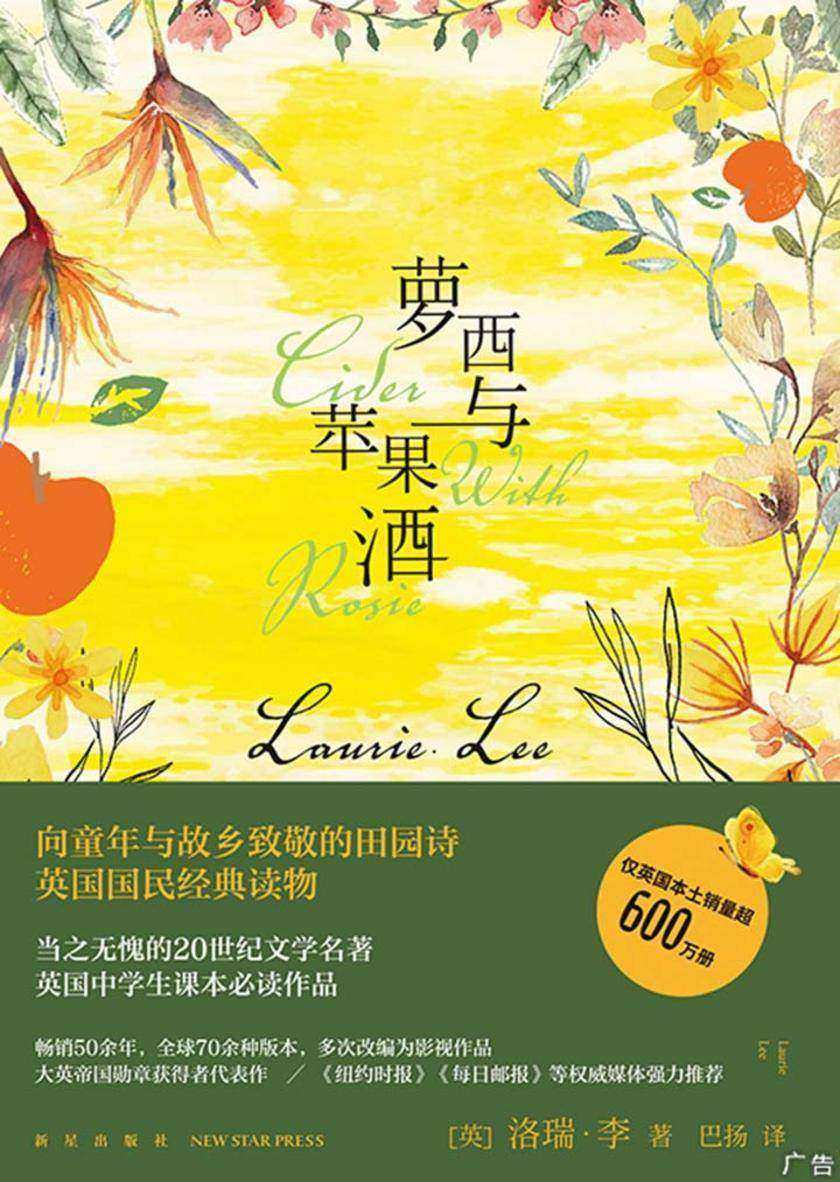 萝西与
Cider
苹果酒
With
Rosie
Laurie Lee
向童年与故乡致敬的田园诗
英国国民经典读物
仅英国本土销量超
600万册
当之无愧的20世纪文学名著
英国中学生课本必读作品
畅销50余年，全球70余种版本，多次改编为影视作品
大英帝国勋章获得者代表作 ／《纽约时报》《每日邮报》等权威媒体强力推荐
Laurie
Lee
新星出版社 NEW STAR PRESS
［英］洛瑞·李 著 巴扬 译
广告